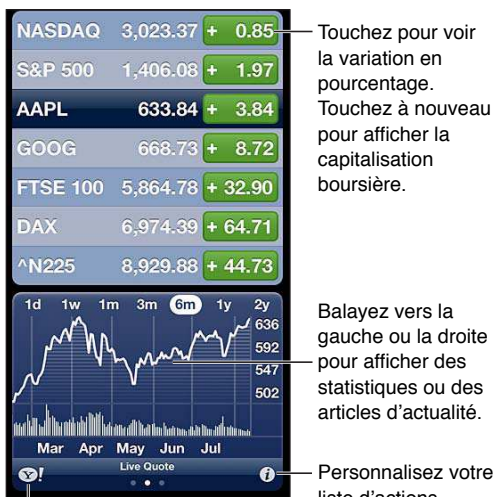 NASDAQ 3,023.37 + 0.85
S&P 500 1,406.08 + 1.97
AAPL 633.84 + 3.84
GOOG 668.73 + 8.72
FTSE 100 5,864.78 + 32.90
DAX 6,974.39 + 64.71
^N225 8,929.88 + 44.73
Touchez pour voir
la variation en
pourcentage.
Touchez à nouveau
pour afficher la
capitalisation
boursière.
1d 1w 1m 3m 6m 1y 2y
636
592
547
502
Mar Apr May Jun Jul
Live Quote
Y!
i
Balayez vers la
gauche ou la droite
pour afficher des
statistiques ou des
articles d'actualité.
Personnalisez votre
liste d'actions